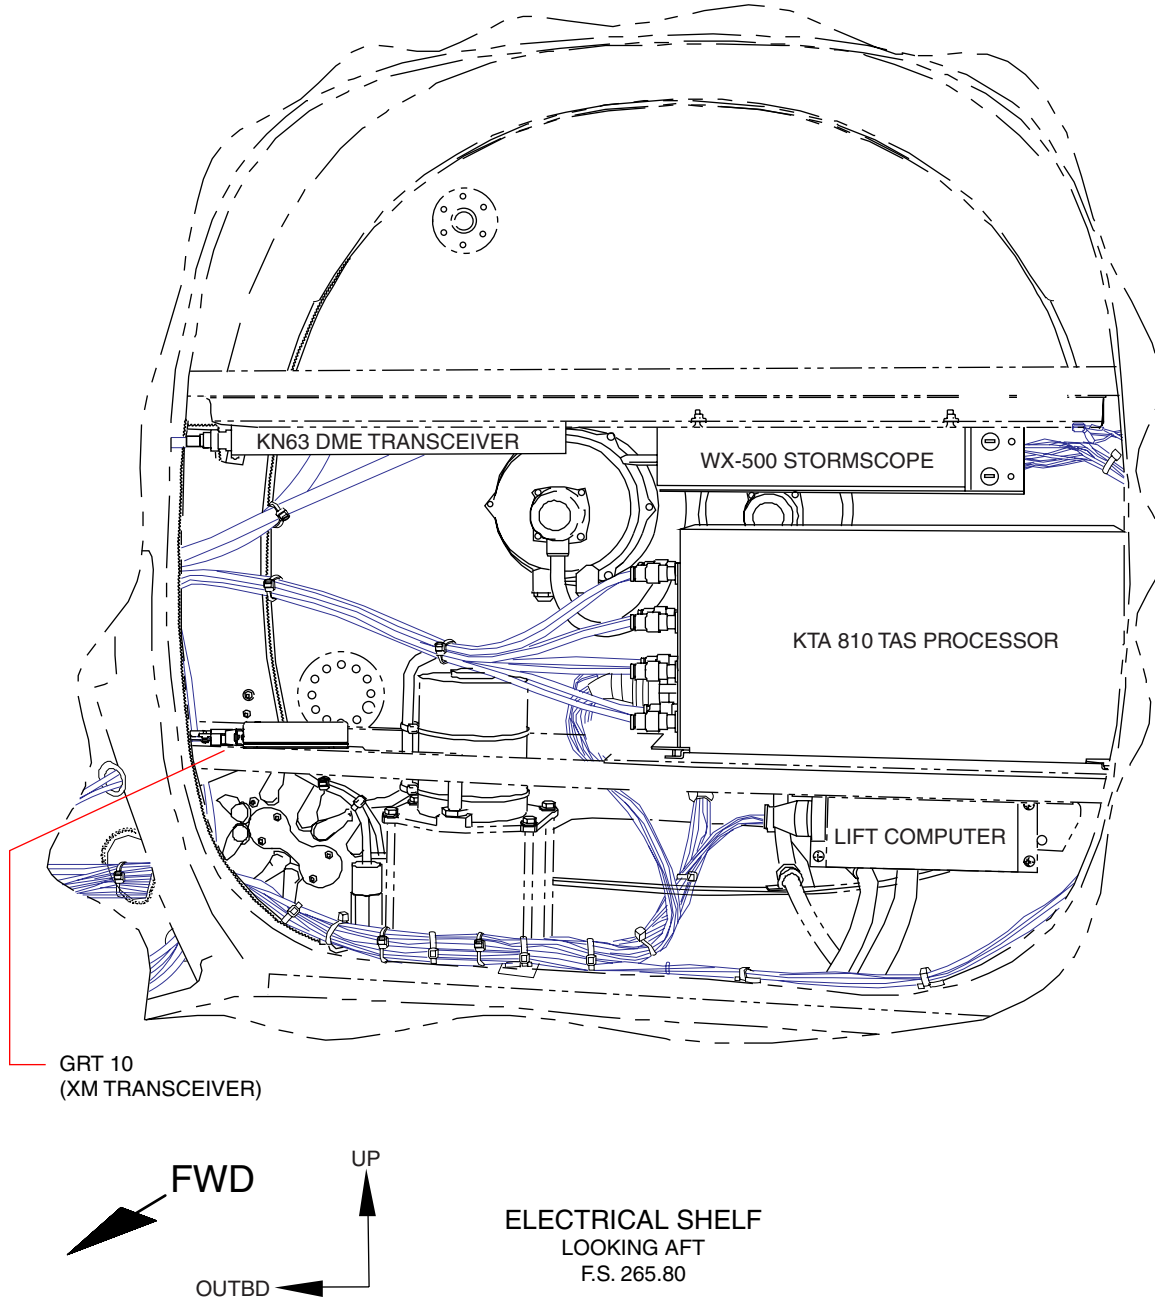 KN63 DME TRANSCEIVER
WX-500 STORMSCOPE
KTA 810 TAS PROCESSOR
LIFT COMPUTER
GRT 10
(XM TRANSCEIVER)
FWD
UP
OUTBD
ELECTRICAL SHELF
LOOKING AFT
F.S. 265.80